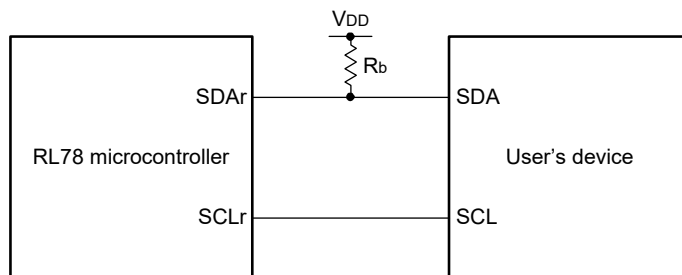 VDD
Rb
SDAr
SDA
RL78 microcontroller
User's device
SCLr
SCL